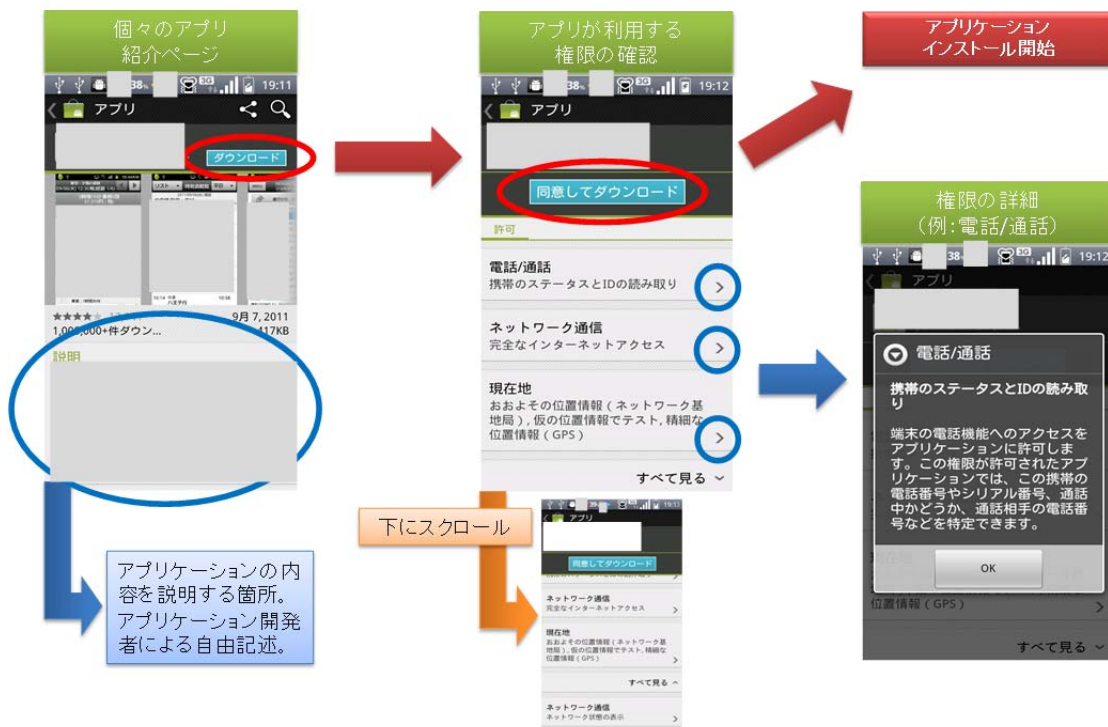 個々のアプリ
紹介ページ
38%
3G
19:11
アプリ
ダウンロード
★★★★
9月 7, 2011
417KB
説明
アプリケーションの内
容を説明する箇所。
アプリケーション開発
者による自由記述。
アプリが利用する
権限の確認
38%
3G
19:12
アプリ
同意してダウンロード
許可
電話/通話
携帯のステータスとIDの読み取り
ネットワーク通信
完全なインターネットアクセス
現在地
おおよその位置情報(ネットワーク基
地局), 仮の位置情報でテスト, 精細な
位置情報(GPS)
すべて見る
下にスクロール
アプリ
同意してダウンロード
ネットワーク通信
完全なインターネットアクセス
現在地
おおよその位置情報(ネットワーク基
地局), 仮の位置情報でテスト, 精細な
位置情報(GPS)
すべて見る
ネットワーク通信
ネットワーク状態の表示
アプリケーション
インストール開始
権限の詳細
(例:電話/通話)
38
3G
19:12
アプリ
電話/通話
携帯のステータスとIDの読み取
り
端末の電話機能へのアクセスを
アプリケーションに許可しま
す。この権限が許可されたアプ
リケーションでは、この携帯の
電話番号やシリアル番号、通話
中かどうか、通話相手の電話番
号などを特定できます。
OK
位置情報(GPS)
すべて見る